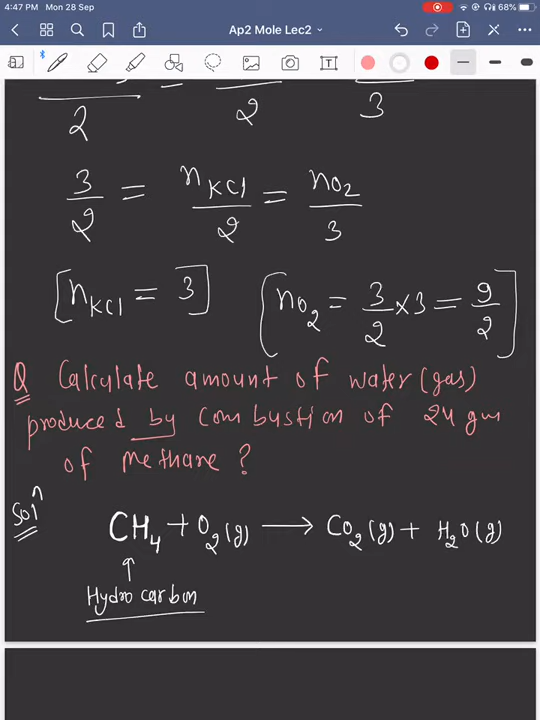 4:47 PM Mon 28 Sep 68%
Ap2 Mole Lec2
T
2 2 3
3/2 = nKCl/2 = nO2/3
[nKCl = 3] [nO2 = 3/2 × 3 = 9/2]
Q Calculate amount of water (gas)
produced by Combustion of 24 gm
of methane ?
Solⁿ
CH4 + O2(g) ⟶ CO2(g) + H2O(g)
↑
Hydro carbon